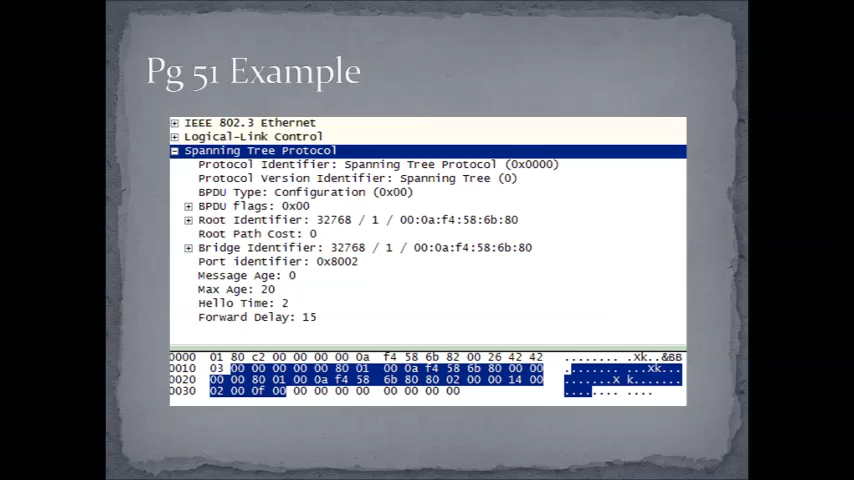 Pg 51 Example
IEEE 802.3 Ethernet
Logical-Link Control
Spanning Tree Protocol
Protocol Identifier: Spanning Tree Protocol (0x0000)
Protocol Version Identifier: Spanning Tree (0)
BPDU Type: Configuration (0x00)
BPDU flags: 0x00
Root Identifier: 32768 / 1 / 00:0a:f4:58:6b:80
Root Path Cost: 0
Bridge Identifier: 32768 / 1 / 00:0a:f4:58:6b:80
Port identifier: 0x8002
Message Age: 0
Max Age: 20
Hello Time: 2
Forward Delay: 15
0000 01 80 c2 00 00 00 00 0a f4 58 6b 82 00 26 42 42 ........ .Xk..&BB
0010 03 00 00 00 00 00 80 01 00 0a f4 58 6b 80 00 00 ........ ...Xk...
0020 00 00 80 01 00 0a f4 58 6b 80 80 02 00 00 14 00 .......X k.......
0030 02 00 0f 00 00 00 00 00 00 00 00 00 ........ ....